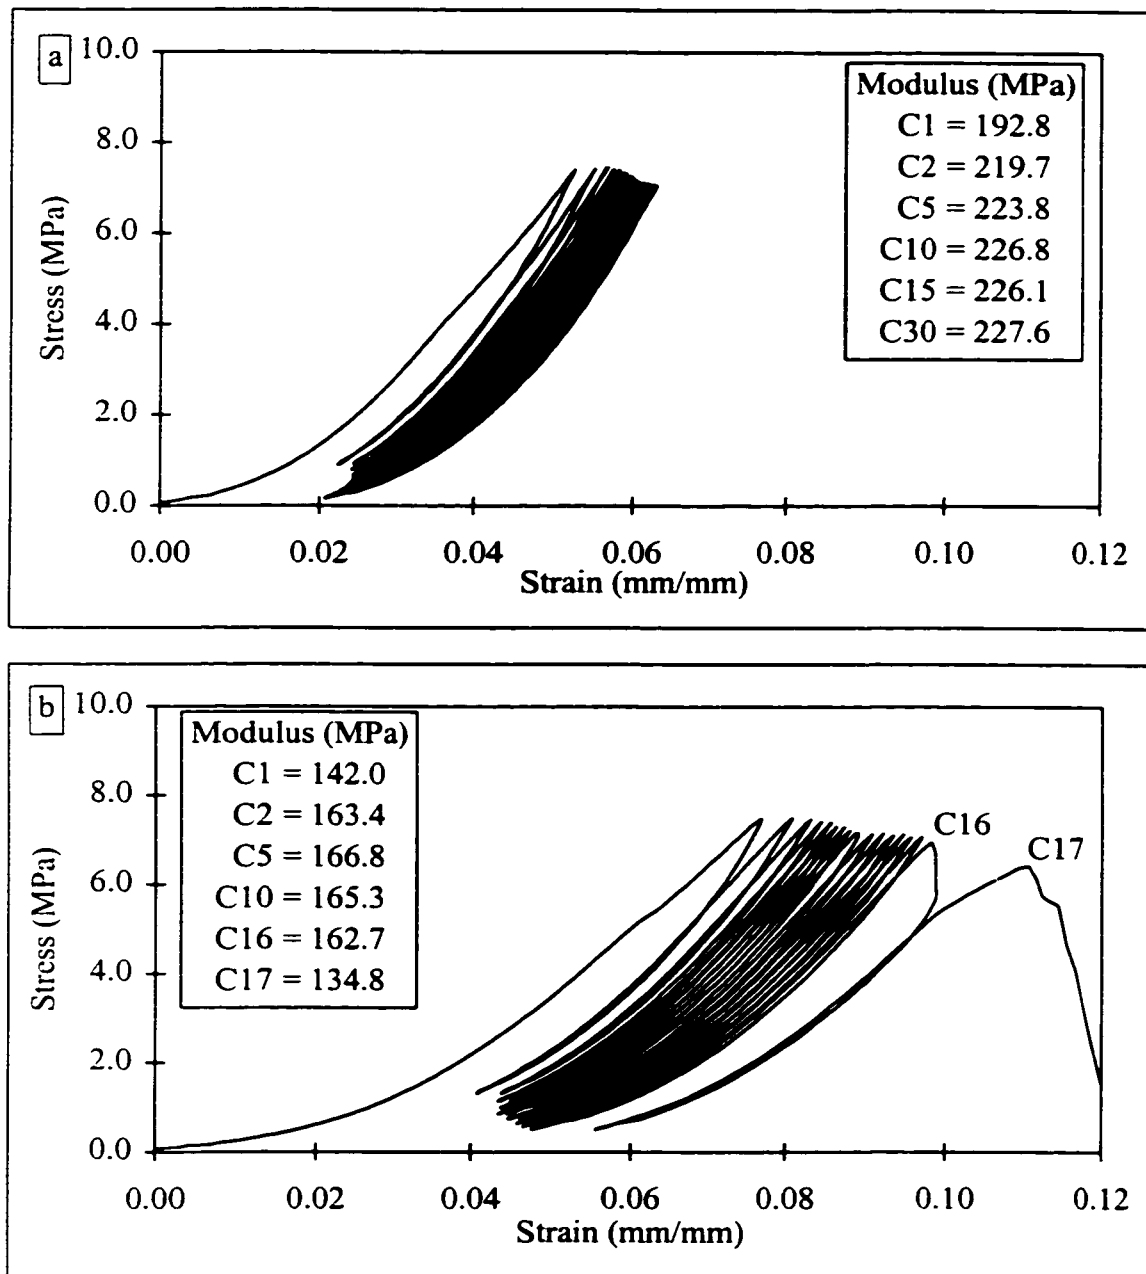 a
10.0
8.0
6.0
4.0
2.0
0.0
Stress (MPa)
Modulus (MPa)
C1 = 192.8
C2 = 219.7
C5 = 223.8
C10 = 226.8
C15 = 226.1
C30 = 227.6
0.00 0.02 0.04 0.06 0.08 0.10 0.12
Strain (mm/mm)
b
10.0
8.0
6.0
4.0
2.0
0.0
Stress (MPa)
Modulus (MPa)
C1 = 142.0
C2 = 163.4
C5 = 166.8
C10 = 165.3
C16 = 162.7
C17 = 134.8
C16
C17
0.00 0.02 0.04 0.06 0.08 0.10 0.12
Strain (mm/mm)